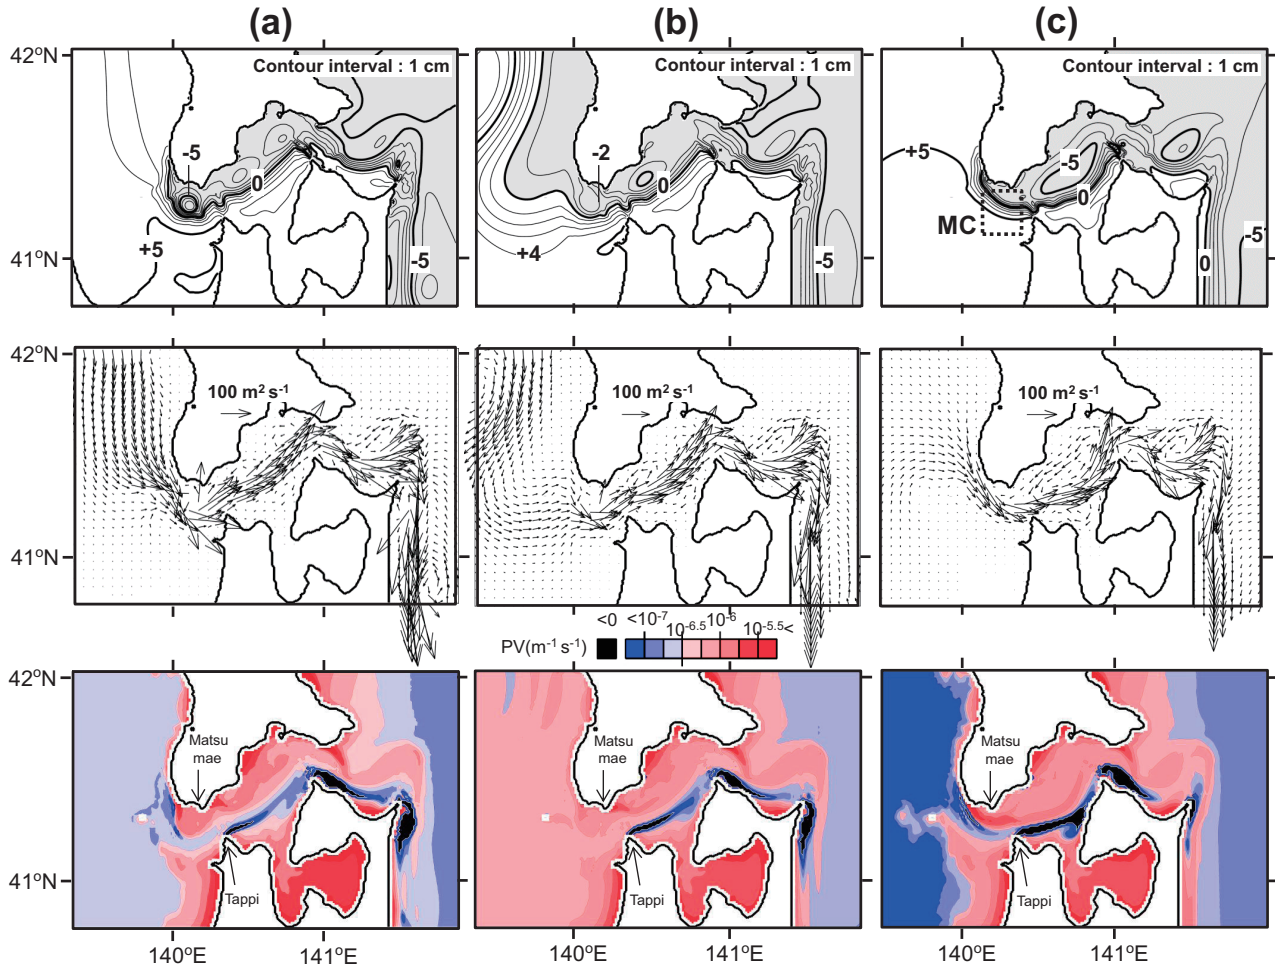 (a) (b) (c)
42°N
Contour interval : 1 cm Contour interval : 1 cm Contour interval : 1 cm
-5 -2 +5 -5
0 0 0
MC
+5 +4
41°N -5 -5 0 -5
42°N
100 m² s⁻¹ 100 m² s⁻¹ 100 m² s⁻¹
41°N
<0 <10⁻⁷ 10⁻⁶·⁵ 10⁻⁶ 10⁻⁵·⁵<
PV(m⁻¹ s⁻¹)
42°N
Matsu Matsu Matsu
mae mae mae
41°N
Tappi Tappi Tappi
140°E 141°E 140°E 141°E 140°E 141°E